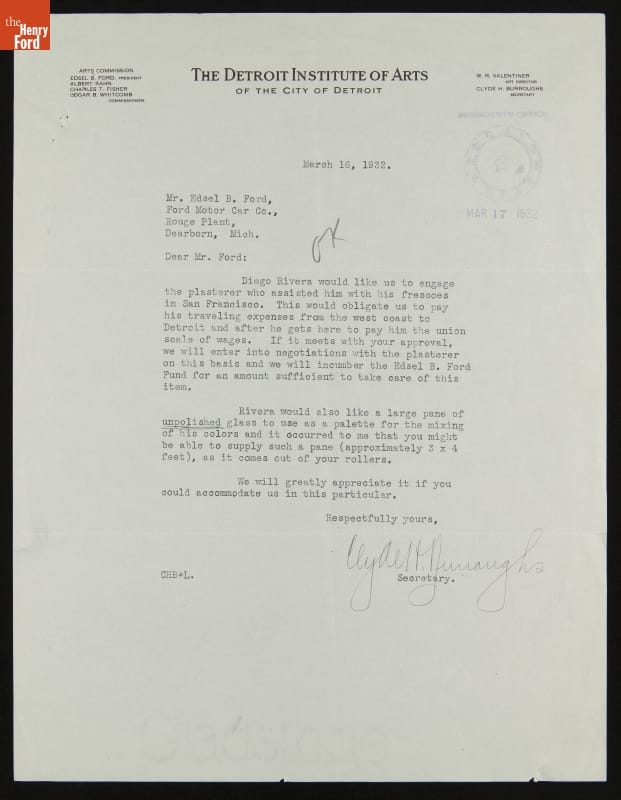 the
Henry
Ford
ARTS COMMISSION
EDSEL B. FORD, PRESIDENT
ALBERT KAHN
CHARLES T. FISHER
EDGAR B. WHITCOMB
COMMISSIONERS
THE DETROIT INSTITUTE OF ARTS
OF THE CITY OF DETROIT
W. R. VALENTINER
ART DIRECTOR
CLYDE H. BURROUGHS
SECRETARY
PRESIDENT'S OFFICE
MAR 17 1932
March 16, 1932.
Mr. Edsel B. Ford,
Ford Motor Car Co.,
Rouge Plant,
Dearborn, Mich.
OK
Dear Mr. Ford:
Diego Rivera would like us to engage
the plasterer who assisted him with his frescoes
in San Francisco. This would obligate us to pay
his traveling expenses from the west coast to
Detroit and after he gets here to pay him the union
scale of wages. If it meets with your approval,
we will enter into negotiations with the plasterer
on this basis and we will incumber the Edsel B. Ford
Fund for an amount sufficient to take care of this
item.
Rivera would also like a large pane of
unpolished glass to use as a palette for the mixing
of his colors and it occurred to me that you might
be able to supply such a pane (approximately 3 x 4
feet), as it comes out of your rollers.
We will greatly appreciate it if you
could accommodate us in this particular.
Respectfully yours,
Clyde H. Burroughs
Secretary.
CHB*L.